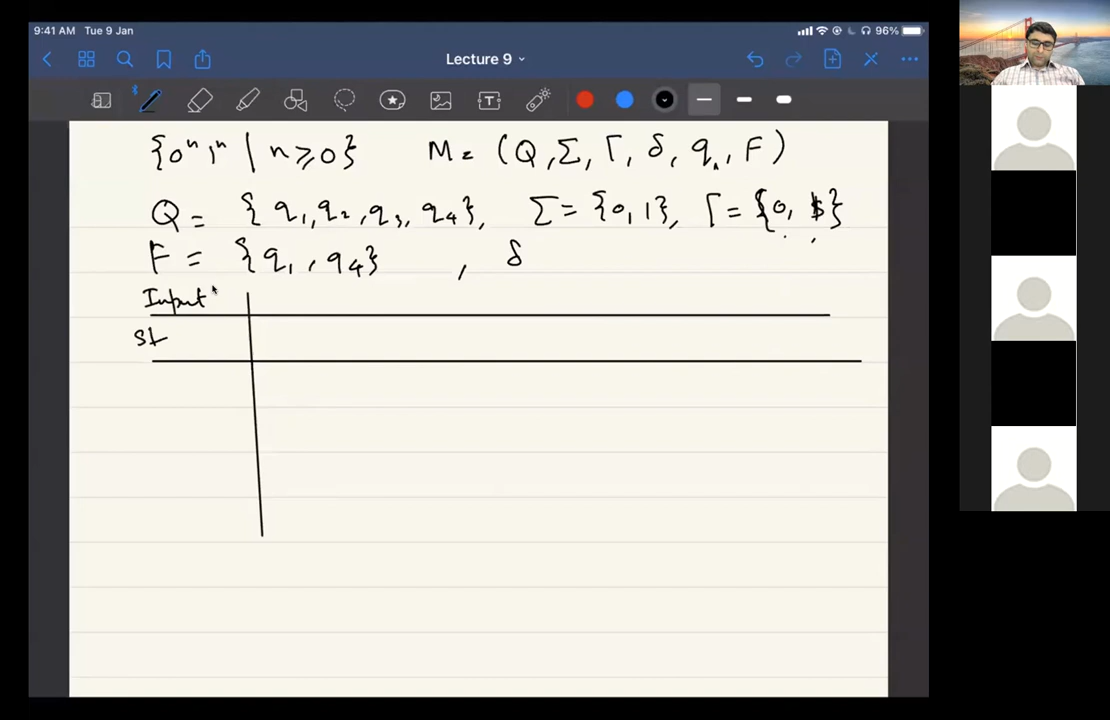 9:41 AM Tue 9 Jan
96%
Lecture 9
{0ⁿ1ⁿ | n ≥ 0} M = (Q, Σ, Γ, δ, q₁, F)
Q = {q₁, q₂, q₃, q₄}, Σ = {0, 1}, Γ = {0, $}
F = {q₁, q₄} , δ
Input
St